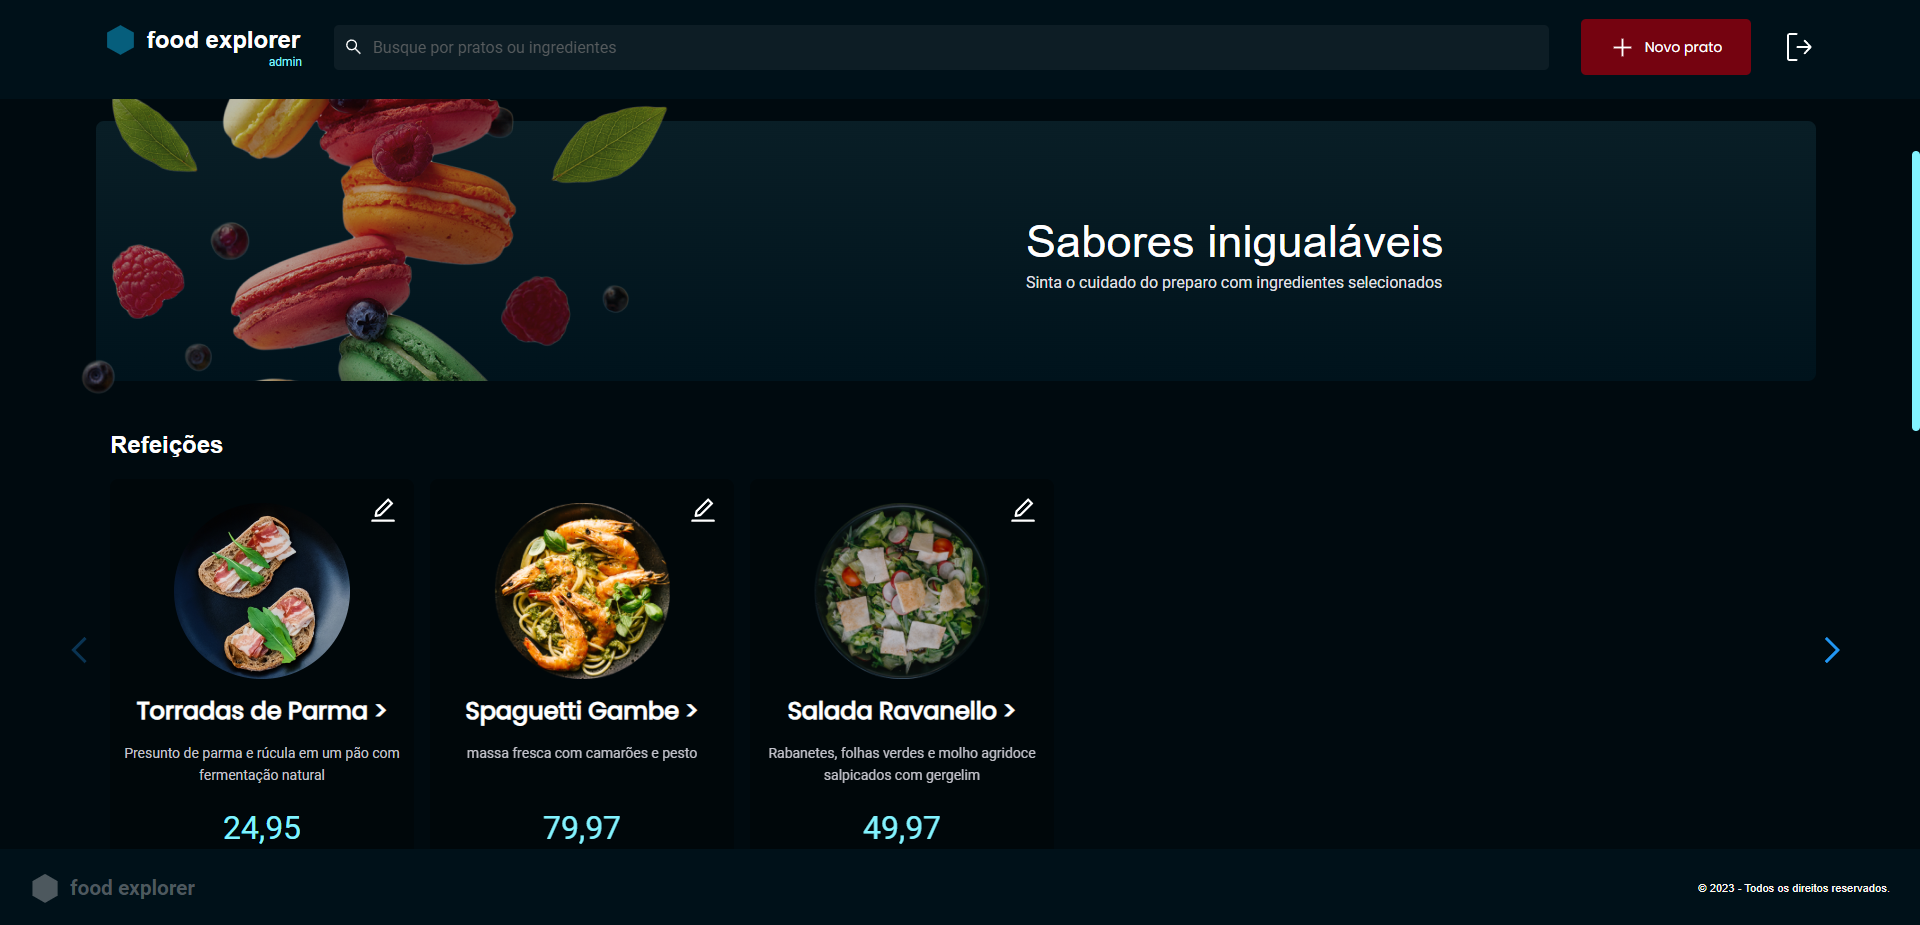 food explorer
admin
Busque por pratos ou ingredientes
Novo prato
Sabores inigualáveis
Sinta o cuidado do preparo com ingredientes selecionados
Refeições
Torradas de Parma >
Presunto de parma e rúcula em um pão com
fermentação natural
24,95
Spaguetti Gambe >
massa fresca com camarões e pesto
79,97
Salada Ravanello >
Rabanetes, folhas verdes e molho agridoce
salpicados com gergelim
49,97
food explorer
© 2023 - Todos os direitos reservados.